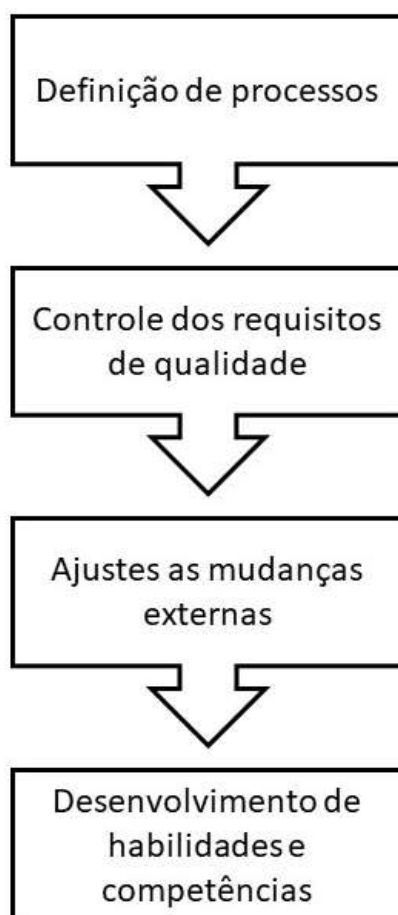 Definição de processos
Controle dos requisitos
de qualidade
Ajustes as mudanças
externas
Desenvolvimento de
habilidades e
competências